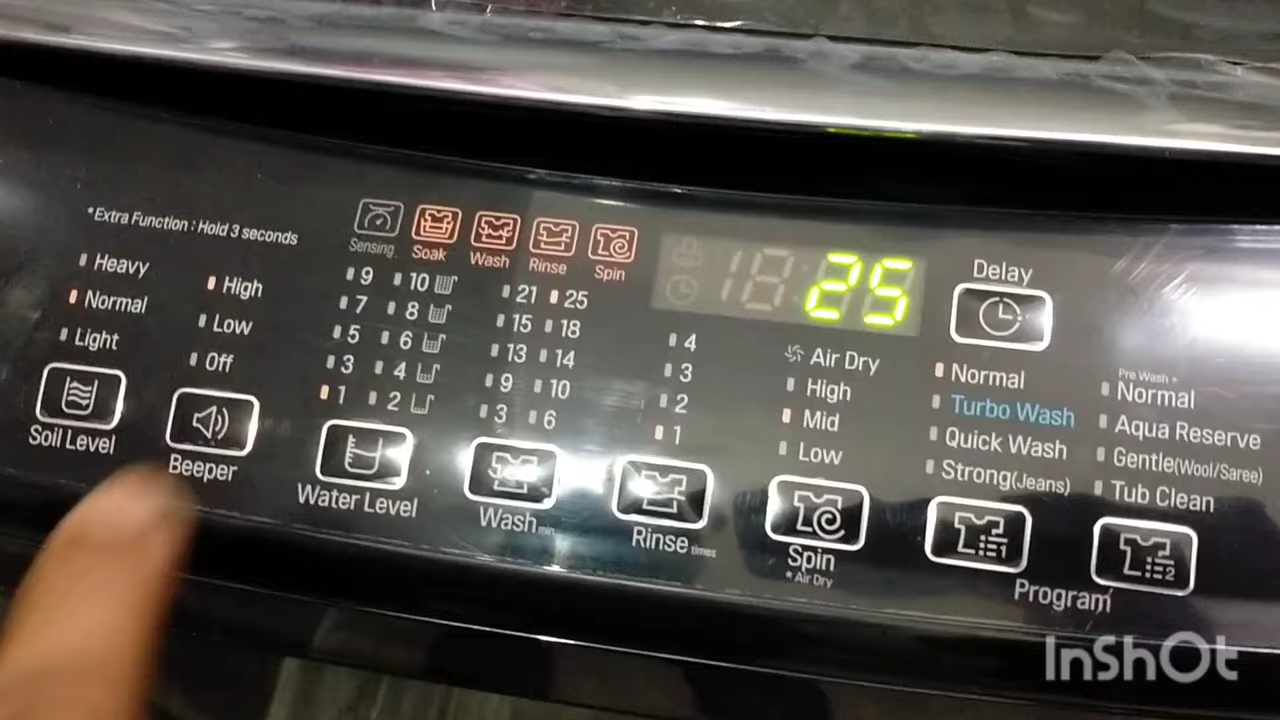 *Extra Function : Hold 3 seconds
Heavy
Normal
Light
Soil Level
High
Low
Off
Beeper
Sensing
Soak
Wash
Rinse
Spin
9 10
7 8
5 6
3 4
1 2
Water Level
21 25
15 18
13 14
9 10
3 6
Wash min
4
3
2
1
Rinse times
25
Air Dry
High
Mid
Low
Spin
*Air Dry
Delay
Normal
Turbo Wash
Quick Wash
Strong(Jeans)
Pre Wash +
Normal
Aqua Reserve
Gentle(Wool/Saree)
Tub Clean
1
2
Program
InShOt